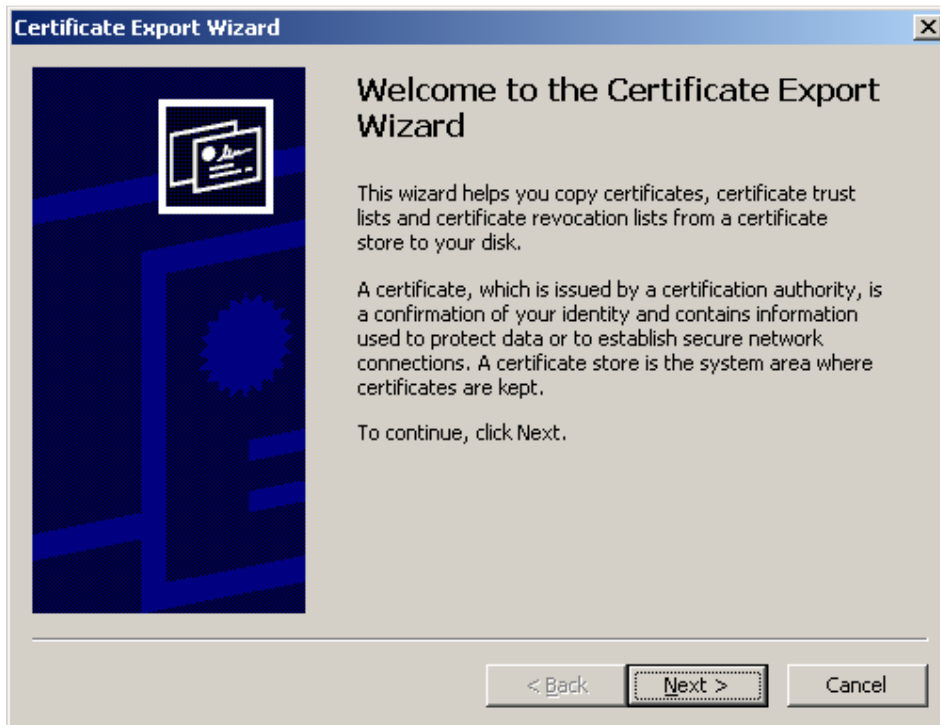 Certificate Export Wizard
Welcome to the Certificate Export
Wizard
This wizard helps you copy certificates, certificate trust
lists and certificate revocation lists from a certificate
store to your disk.
A certificate, which is issued by a certification authority, is
a confirmation of your identity and contains information
used to protect data or to establish secure network
connections. A certificate store is the system area where
certificates are kept.
To continue, click Next.
< Back Next > Cancel